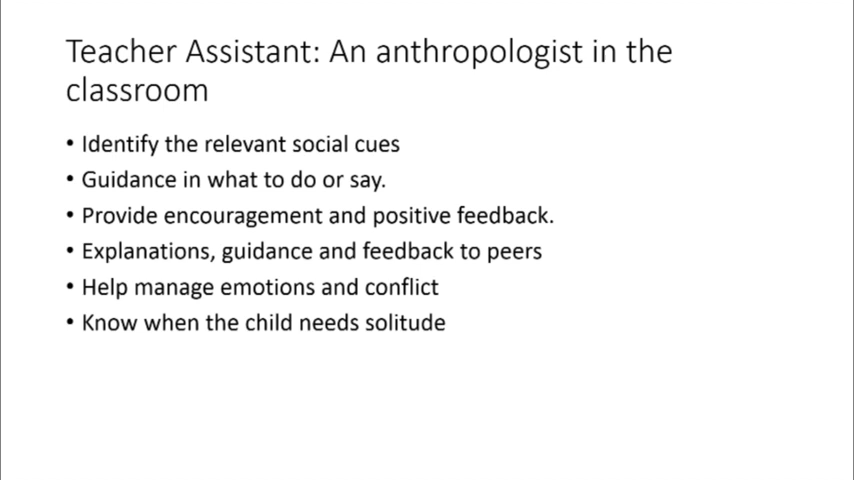 Teacher Assistant: An anthropologist in the
classroom
• Identify the relevant social cues
• Guidance in what to do or say.
• Provide encouragement and positive feedback.
• Explanations, guidance and feedback to peers
• Help manage emotions and conflict
• Know when the child needs solitude